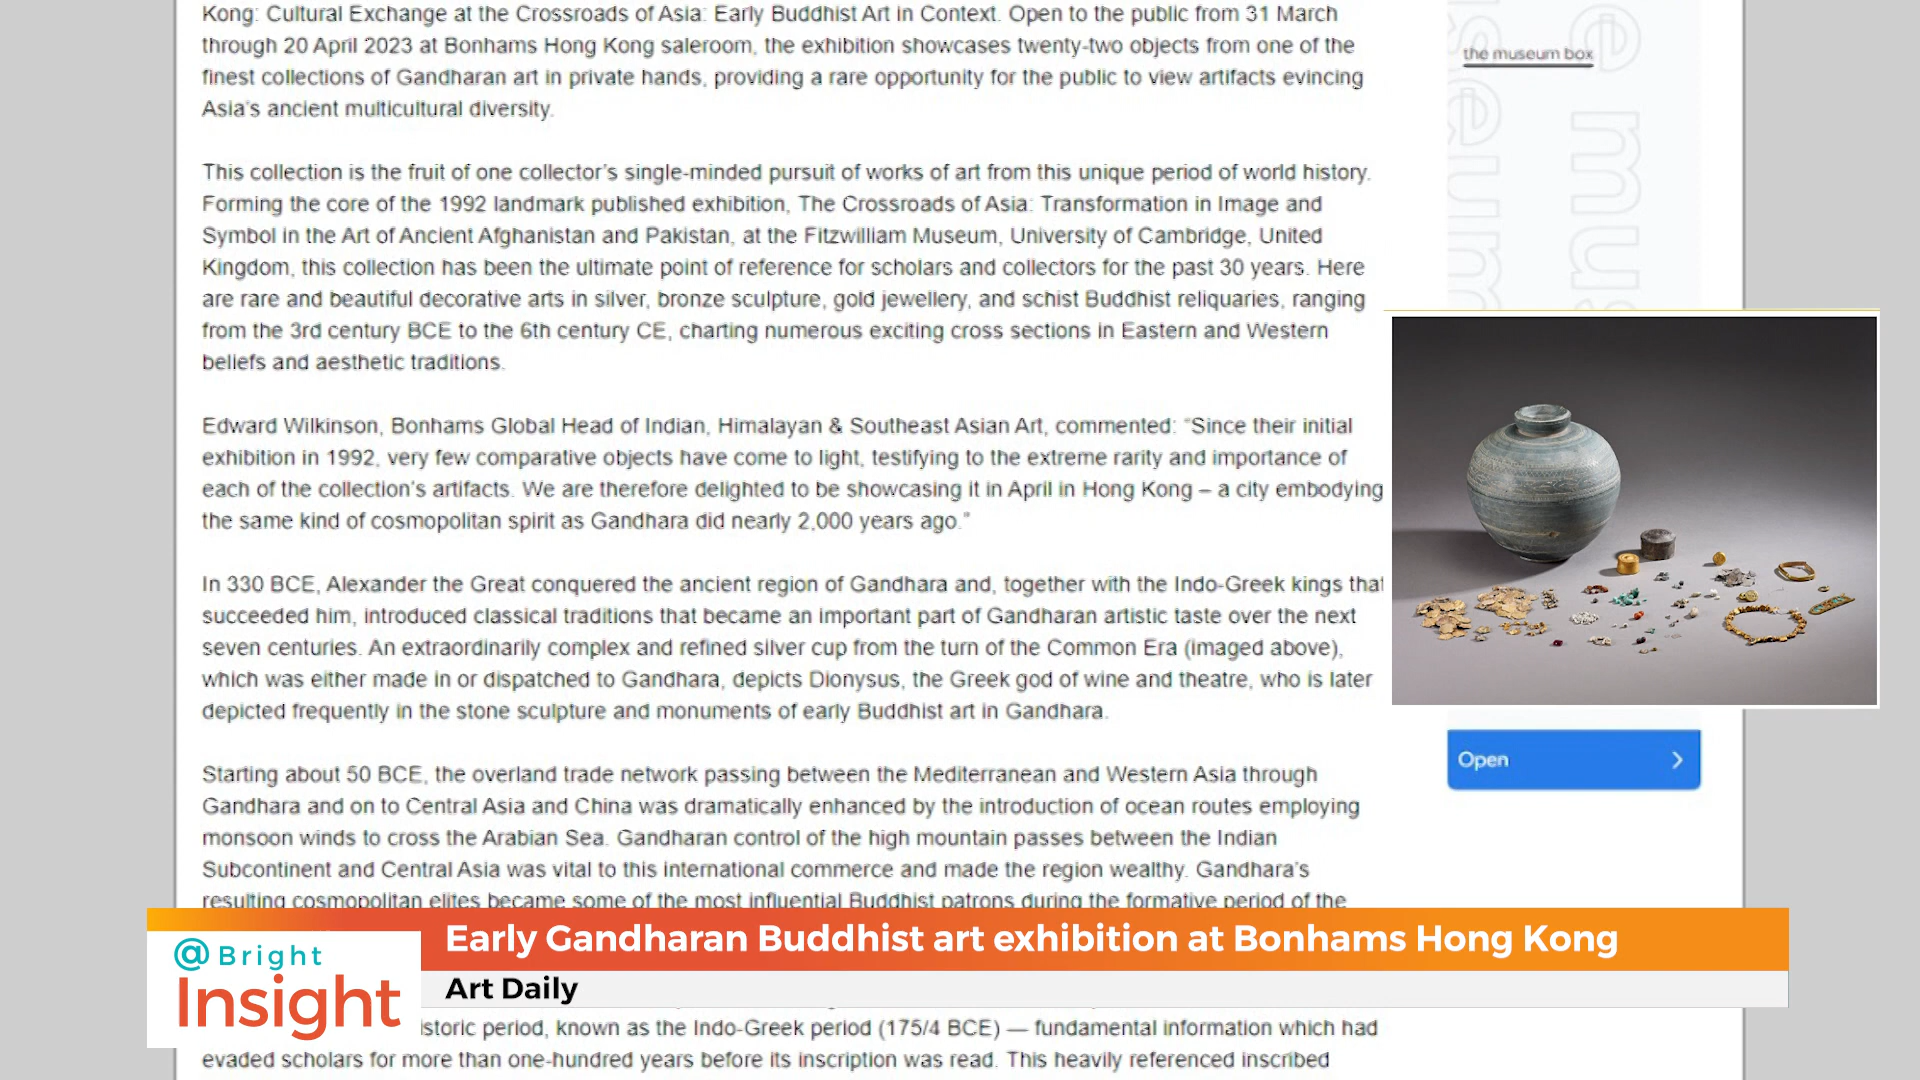 Kong: Cultural Exchange at the Crossroads of Asia: Early Buddhist Art in Context. Open to the public from 31 March
through 20 April 2023 at Bonhams Hong Kong saleroom, the exhibition showcases twenty-two objects from one of the
finest collections of Gandharan art in private hands, providing a rare opportunity for the public to view artifacts evincing
Asia's ancient multicultural diversity.
This collection is the fruit of one collector's single-minded pursuit of works of art from this unique period of world history.
Forming the core of the 1992 landmark published exhibition, The Crossroads of Asia: Transformation in Image and
Symbol in the Art of Ancient Afghanistan and Pakistan, at the Fitzwilliam Museum, University of Cambridge, United
Kingdom, this collection has been the ultimate point of reference for scholars and collectors for the past 30 years. Here
are rare and beautiful decorative arts in silver, bronze sculpture, gold jewellery, and schist Buddhist reliquaries, ranging
from the 3rd century BCE to the 6th century CE, charting numerous exciting cross sections in Eastern and Western
beliefs and aesthetic traditions.
Edward Wilkinson, Bonhams Global Head of Indian, Himalayan & Southeast Asian Art, commented: "Since their initial
exhibition in 1992, very few comparative objects have come to light, testifying to the extreme rarity and importance of
each of the collection's artifacts. We are therefore delighted to be showcasing it in April in Hong Kong – a city embodying
the same kind of cosmopolitan spirit as Gandhara did nearly 2,000 years ago."
In 330 BCE, Alexander the Great conquered the ancient region of Gandhara and, together with the Indo-Greek kings that
succeeded him, introduced classical traditions that became an important part of Gandharan artistic taste over the next
seven centuries. An extraordinarily complex and refined silver cup from the turn of the Common Era (imaged above),
which was either made in or dispatched to Gandhara, depicts Dionysus, the Greek god of wine and theatre, who is later
depicted frequently in the stone sculpture and monuments of early Buddhist art in Gandhara.
Starting about 50 BCE, the overland trade network passing between the Mediterranean and Western Asia through
Gandhara and on to Central Asia and China was dramatically enhanced by the introduction of ocean routes employing
monsoon winds to cross the Arabian Sea. Gandharan control of the high mountain passes between the Indian
Subcontinent and Central Asia was vital to this international commerce and made the region wealthy. Gandhara's
resulting cosmopolitan elites became some of the most influential Buddhist patrons during the formative period of the
the museum box
e mus
seum
Open
@Bright
Insight
Early Gandharan Buddhist art exhibition at Bonhams Hong Kong
Art Daily
istoric period, known as the Indo-Greek period (175/4 BCE) — fundamental information which had
evaded scholars for more than one-hundred years before its inscription was read. This heavily referenced inscribed